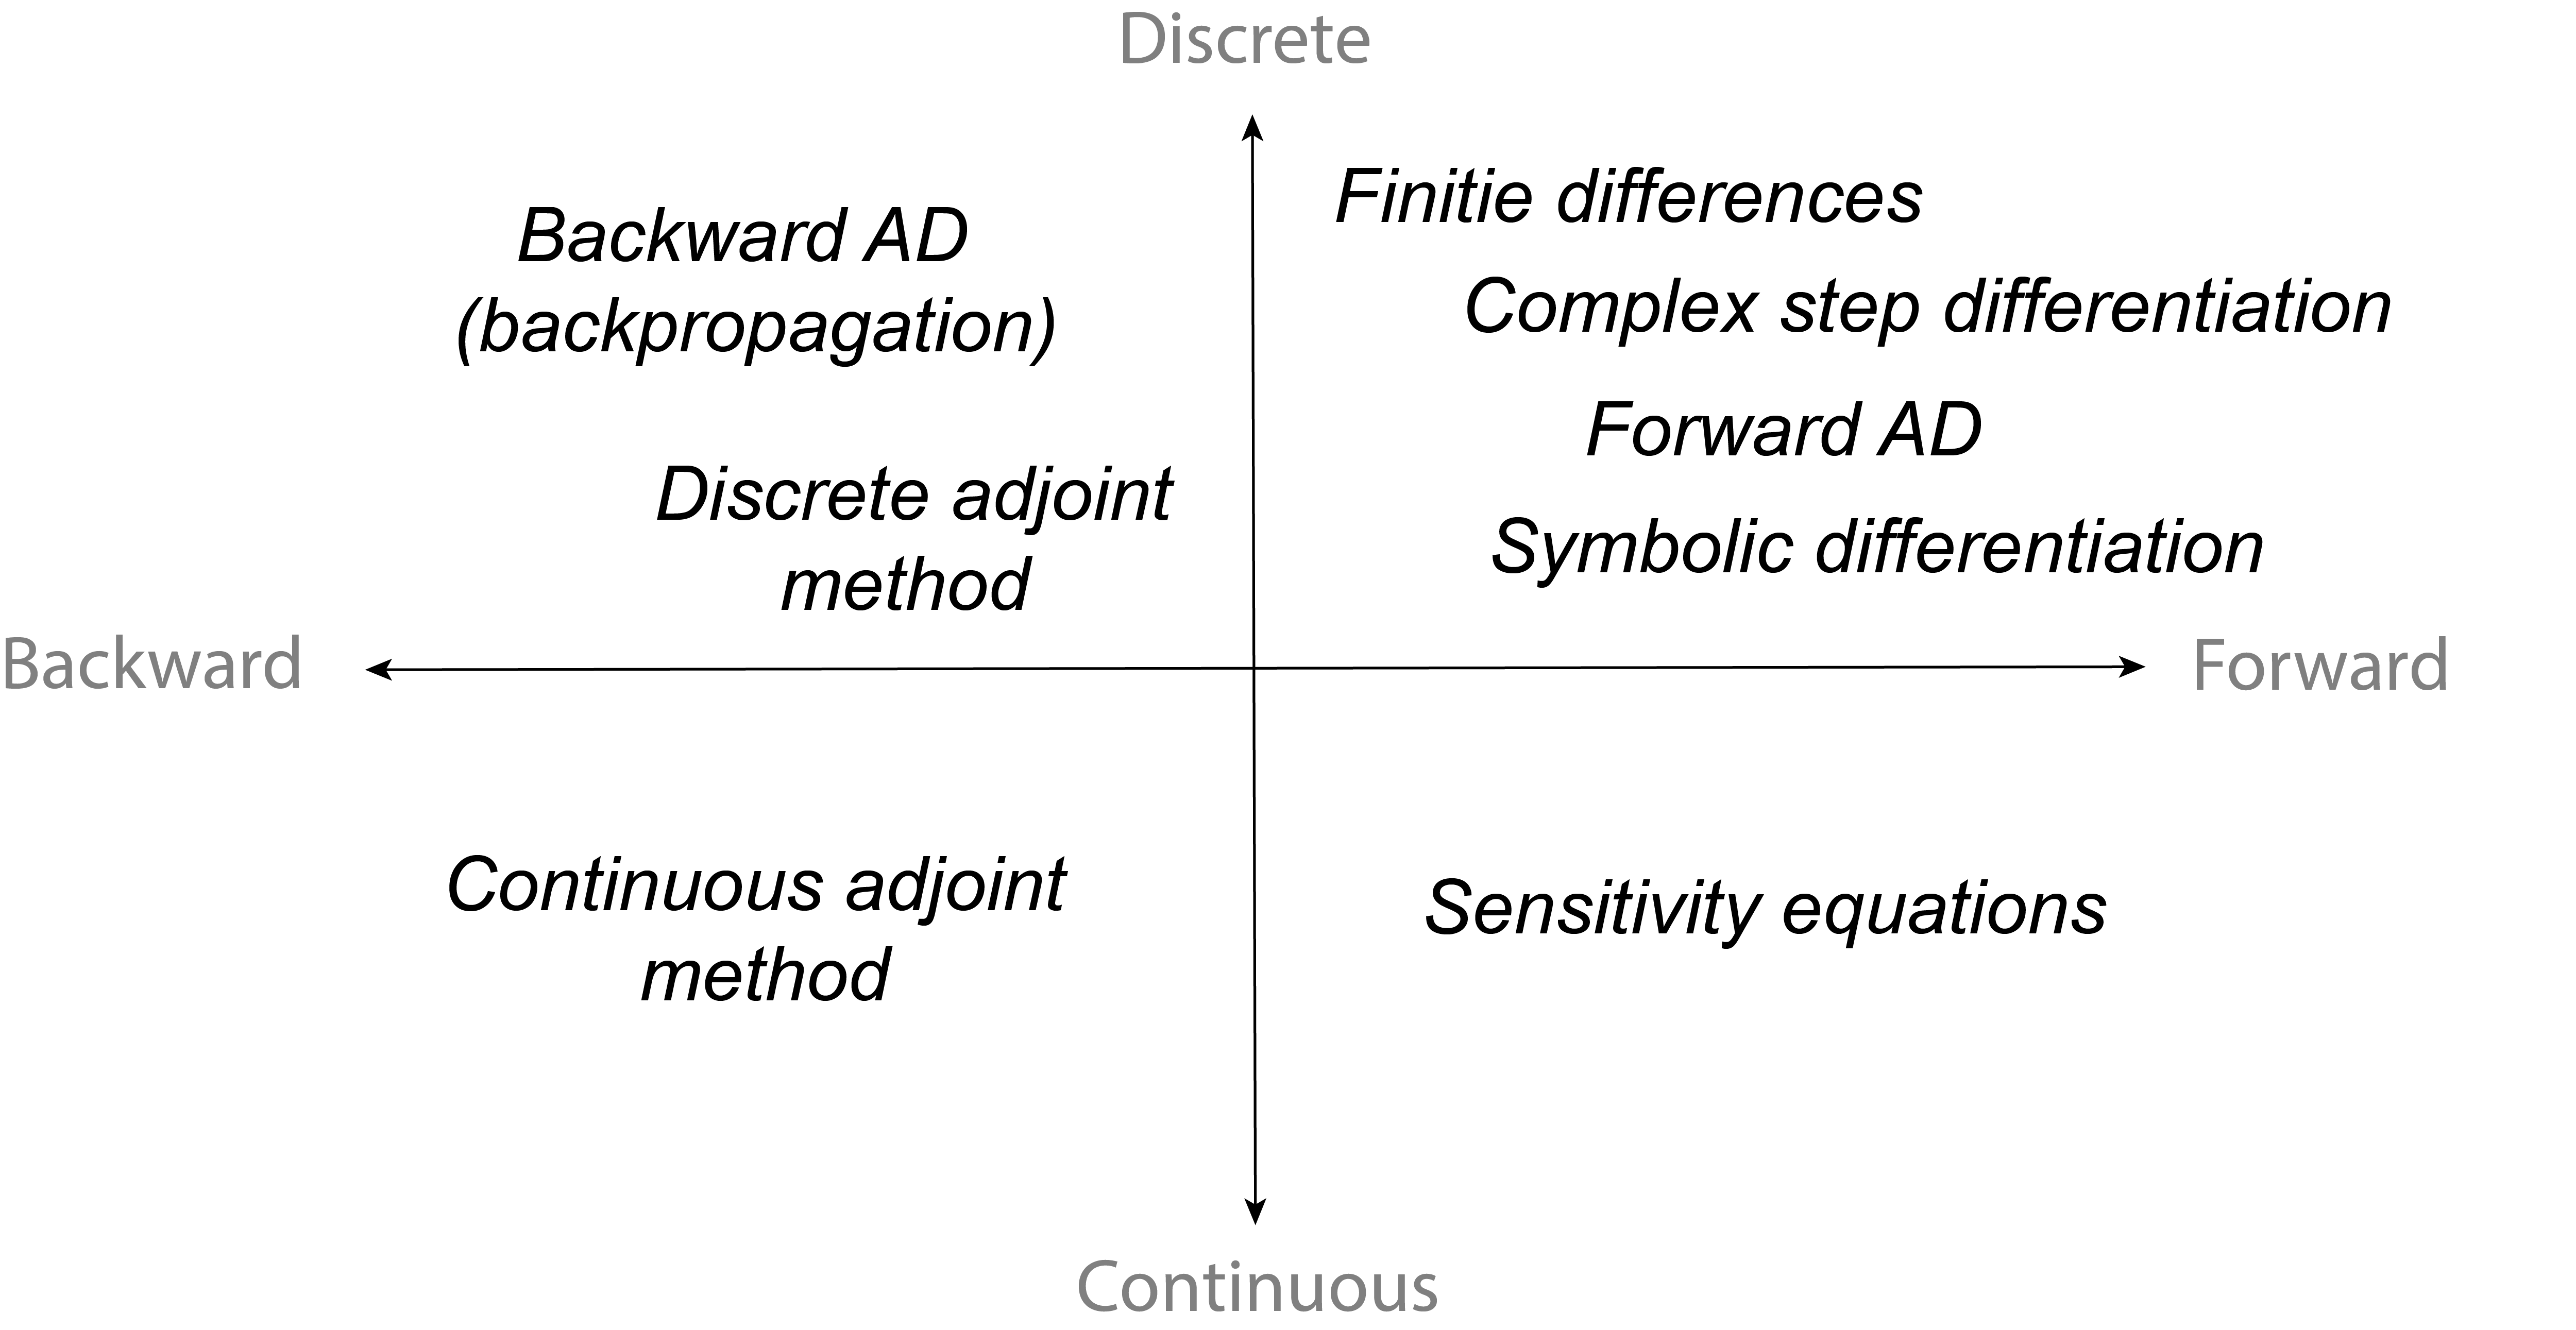 Discrete
Finitie differences
Backward AD
(backpropagation)
Complex step differentiation
Forward AD
Discrete adjoint
method
Symbolic differentiation
Backward
Forward
Continuous adjoint
method
Sensitivity equations
Continuous